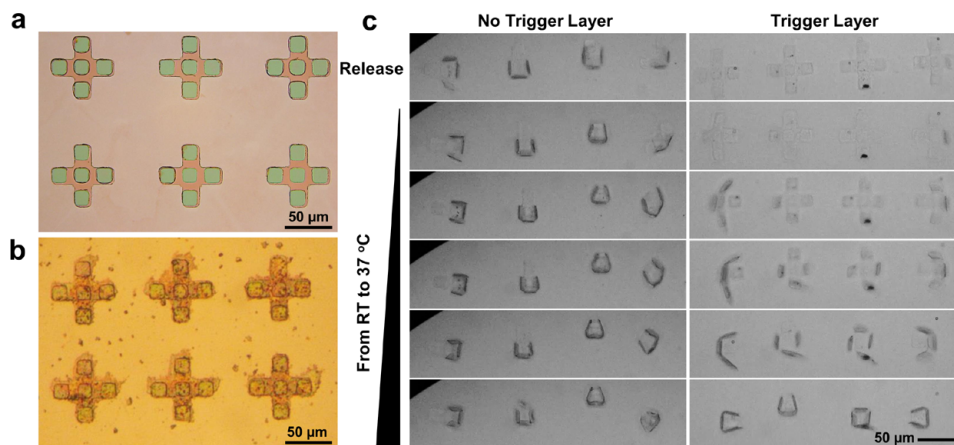 a
50 µm
b
50 µm
c
No Trigger Layer
Trigger Layer
Release
From RT to 37 °C
50 µm